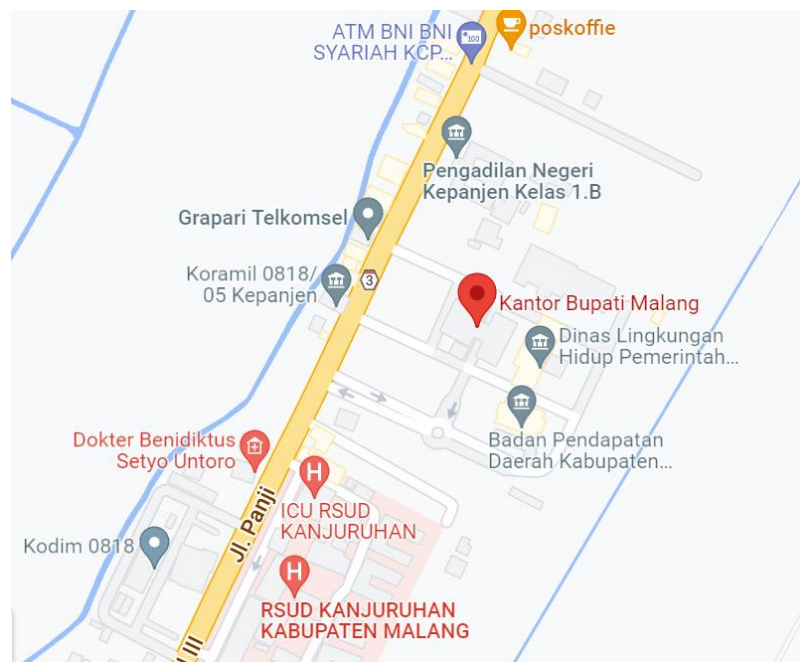 ATM BNI BNI
SYARIAH KCP...
poskoffie
Pengadilan Negeri
Kepanjen Kelas 1.B
Grapari Telkomsel
Koramil 0818/
05 Kepanjen
3
Kantor Bupati Malang
Dinas Lingkungan
Hidup Pemerintah...
Badan Pendapatan
Daerah Kabupaten...
Dokter Benidiktus
Setyo Untoro
H
ICU RSUD
KANJURUHAN
Jl. Panji
Kodim 0818
H
RSUD KANJURUHAN
KABUPATEN MALANG
III